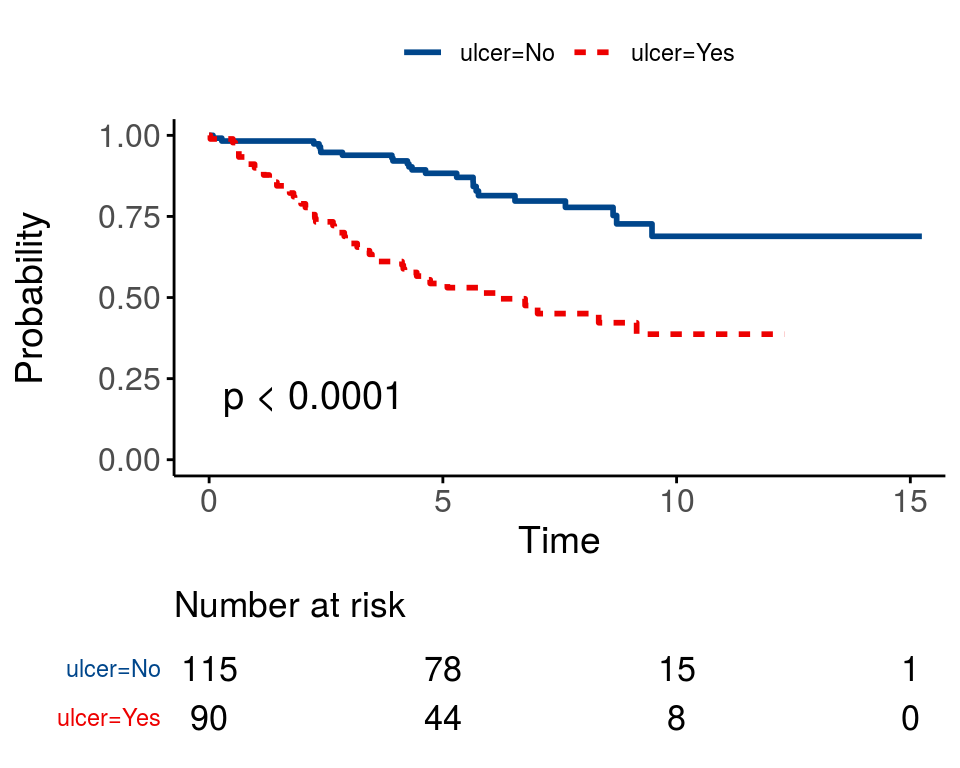 ulcer=No ulcer=Yes
1.00
0.75
0.50
0.25
0.00
Probability
p < 0.0001
0 5 10 15
Time
Number at risk
ulcer=No 115 78 15 1
ulcer=Yes 90 44 8 0